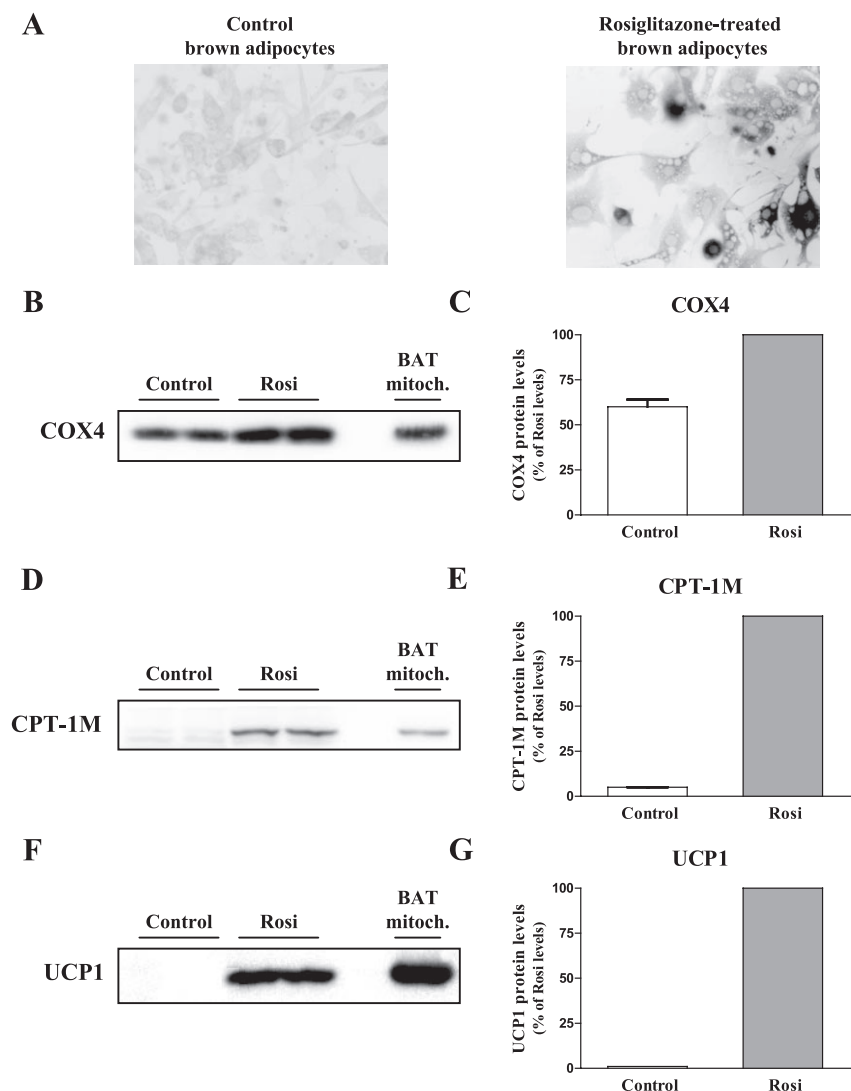 A
Control
brown adipocytes
Rosiglitazone-treated
brown adipocytes
B
Control
Rosi
BAT
mitoch.
COX4
C
COX4
COX4 protein levels
(% of Rosi levels)
100
75
50
25
0
Control
Rosi
D
Control
Rosi
BAT
mitoch.
CPT-1M
E
CPT-1M
CPT-1M protein levels
(% of Rosi levels)
100
75
50
25
0
Control
Rosi
F
Control
Rosi
BAT
mitoch.
UCP1
G
UCP1
UCP1 protein levels
(% of Rosi levels)
100
75
50
25
0
Control
Rosi